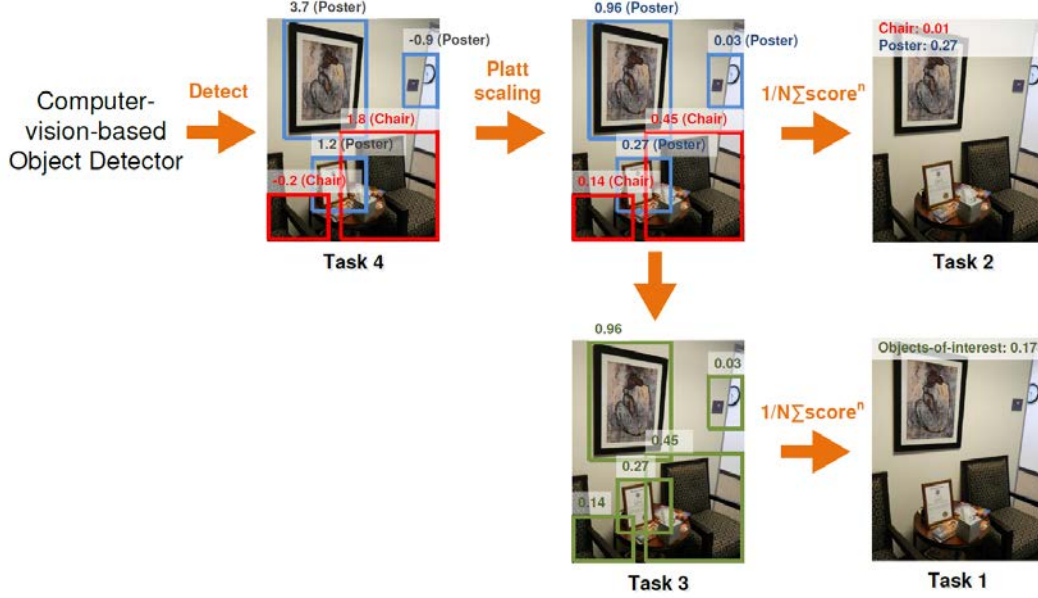 3.7 (Poster)
-0.9 (Poster)
0.96 (Poster)
0.03 (Poster)
Chair: 0.01
Poster: 0.27
Computer-
vision-based
Object Detector
Detect
1.8 (Chair)
1.2 (Poster)
-0.2 (Chair)
Platt
scaling
0.45 (Chair)
0.27 (Poster)
0.14 (Chair)
1/N∑scoreⁿ
Task 4
Task 2
0.96
0.03
0.45
0.27
0.14
1/N∑scoreⁿ
Objects-of-interest: 0.17
Task 3
Task 1